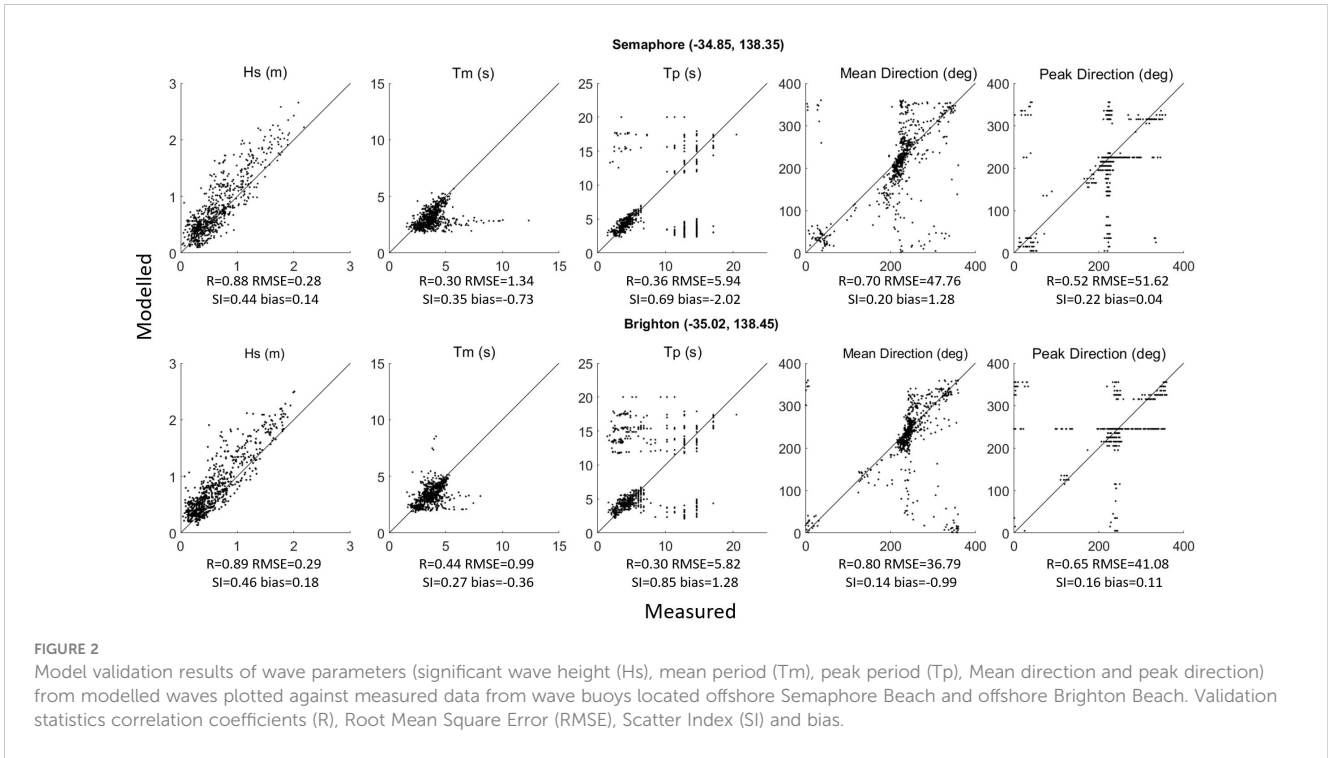 Semaphore (-34.85, 138.35)
Hs (m)
Tm (s)
Tp (s)
Mean Direction (deg)
Peak Direction (deg)
3
2
1
0
0 1 2 3
15
10
5
0
0 5 10 15
25
20
15
10
5
0
0 10 20
400
300
200
100
0
0 200 400
400
300
200
100
0
0 200 400
R=0.88 RMSE=0.28
SI=0.44 bias=0.14
R=0.30 RMSE=1.34
SI=0.35 bias=-0.73
R=0.36 RMSE=5.94
SI=0.69 bias=-2.02
R=0.70 RMSE=47.76
SI=0.20 bias=1.28
R=0.52 RMSE=51.62
SI=0.22 bias=0.04
Modelled
Brighton (-35.02, 138.45)
Hs (m)
Tm (s)
Tp (s)
Mean Direction (deg)
Peak Direction (deg)
3
2
1
0
0 1 2 3
15
10
5
0
0 5 10 15
25
20
15
10
5
0
0 10 20
400
300
200
100
0
0 200 400
400
300
200
100
0
0 200 400
R=0.89 RMSE=0.29
SI=0.46 bias=0.18
R=0.44 RMSE=0.99
SI=0.27 bias=-0.36
R=0.30 RMSE=5.82
SI=0.85 bias=1.28
R=0.80 RMSE=36.79
SI=0.14 bias=-0.99
R=0.65 RMSE=41.08
SI=0.16 bias=0.11
Measured
FIGURE 2
Model validation results of wave parameters (significant wave height (Hs), mean period (Tm), peak period (Tp), Mean direction and peak direction)
from modelled waves plotted against measured data from wave buoys located offshore Semaphore Beach and offshore Brighton Beach. Validation
statistics correlation coefficients (R), Root Mean Square Error (RMSE), Scatter Index (SI) and bias.